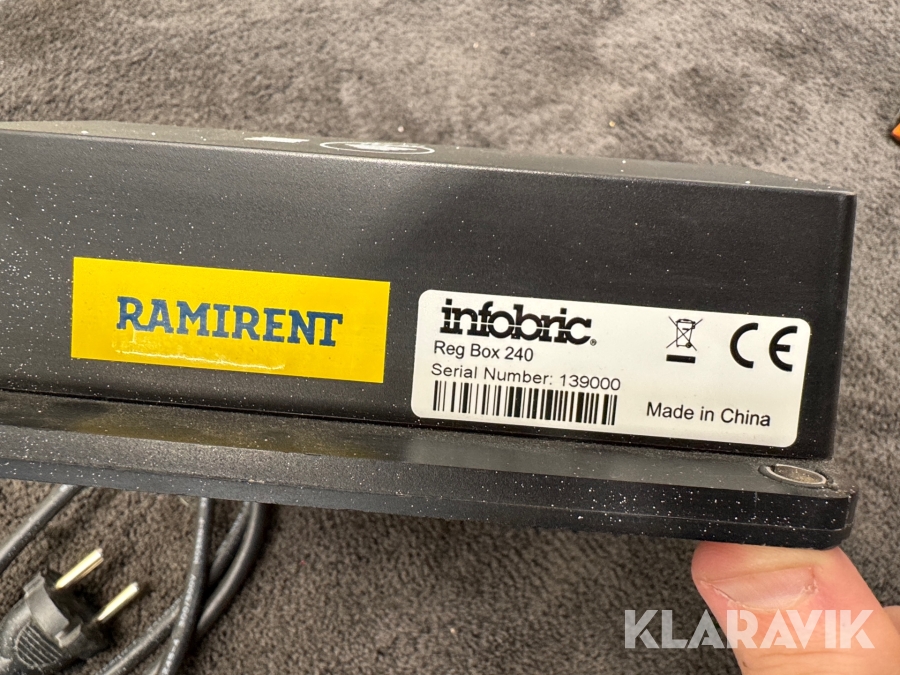 RAMIRENT
infobric®
Reg Box 240
Serial Number: 139000
Made in China
CE
KLARAVIK